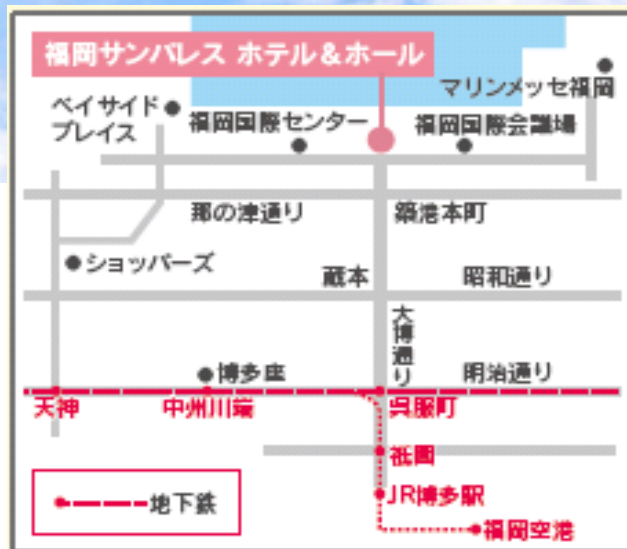 福岡サンパレス ホテル＆ホール
マリンメッセ福岡
ベイサイド
プレイス
福岡国際センター
福岡国際会議場
那の津通り
築港本町
ショッパーズ
蔵本
昭和通り
大博通り
博多座
明治通り
天神
中州川端
呉服町
祇園
JR博多駅
地下鉄
福岡空港